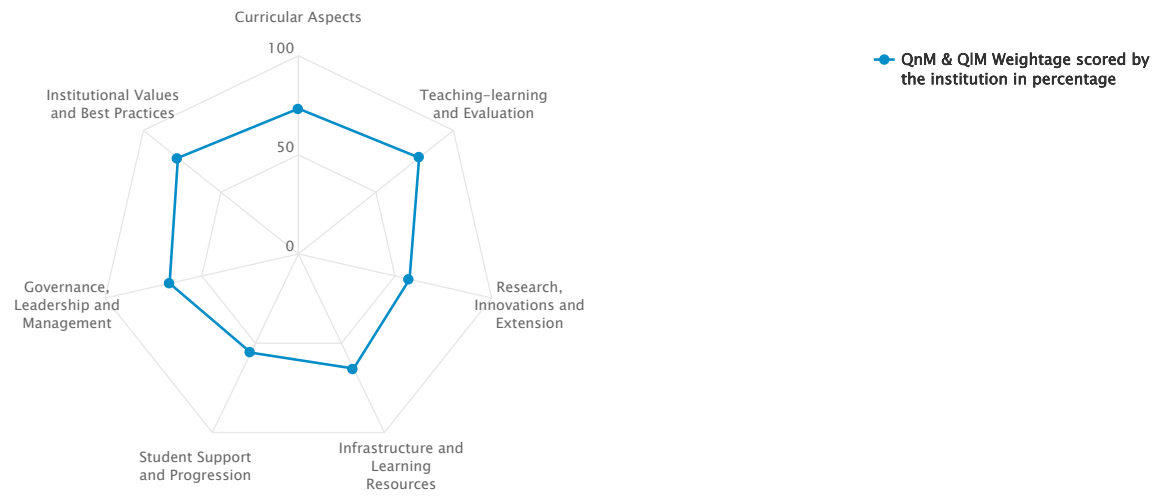 Curricular Aspects
100
50
0
Teaching-learning
and Evaluation
Research,
Innovations and
Extension
Infrastructure and
Learning
Resources
Student Support
and Progression
Governance,
Leadership and
Management
Institutional Values
and Best Practices
QnM & QlM Weightage scored by
the institution in percentage